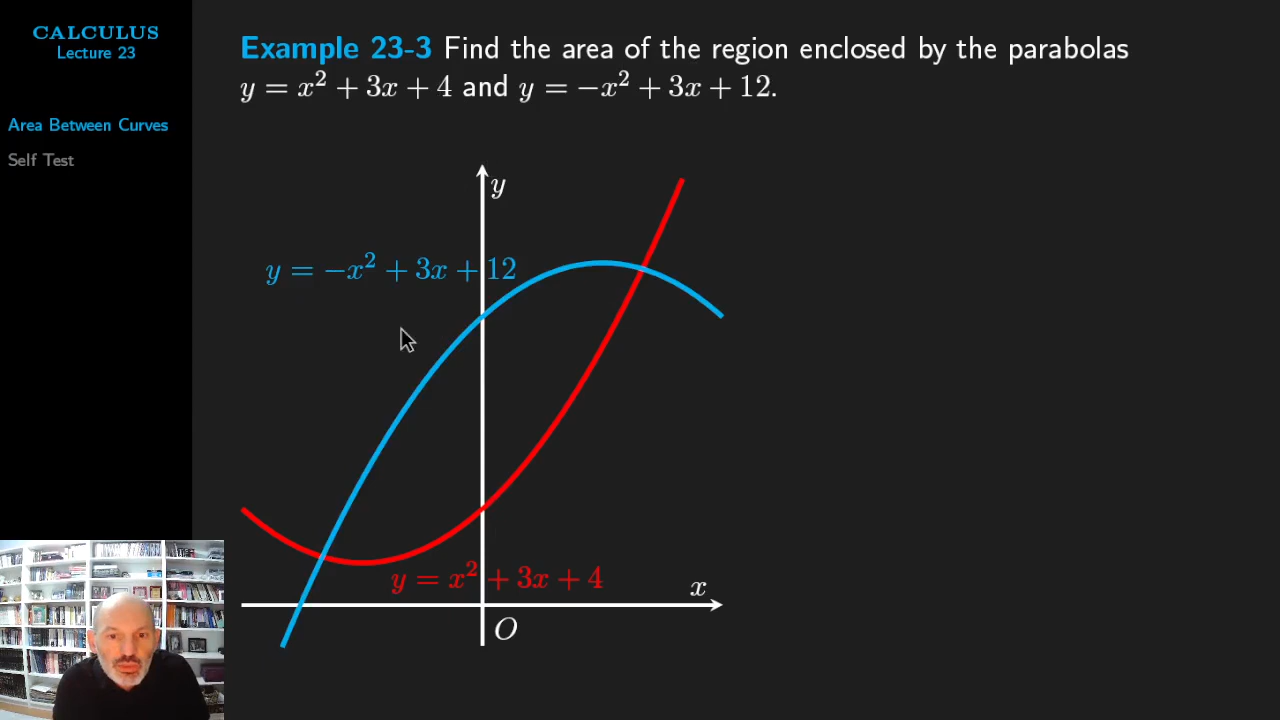 CALCULUS
Lecture 23
Area Between Curves
Self Test
Example 23-3 Find the area of the region enclosed by the parabolas
y = x² + 3x + 4 and y = −x² + 3x + 12.
y
y = −x² + 3x + 12
y = x² + 3x + 4
x
O